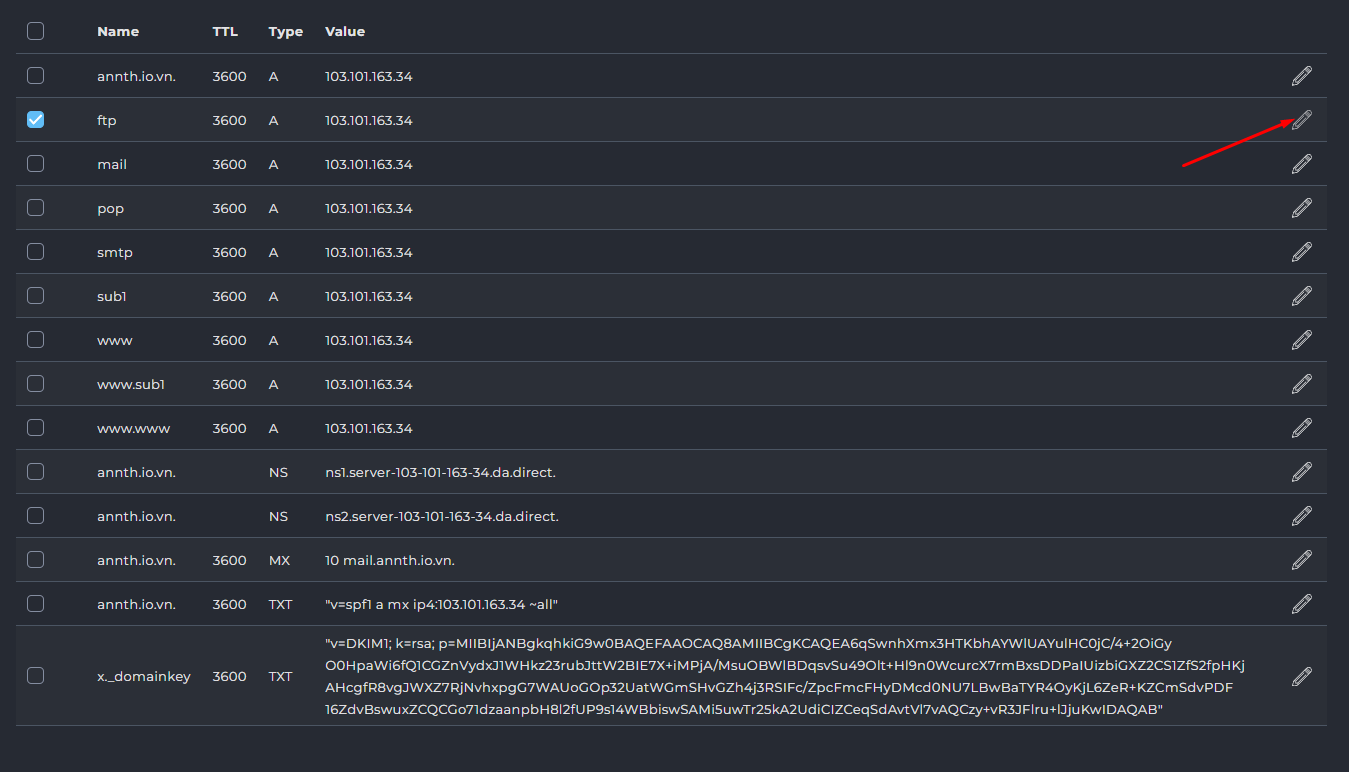 Name TTL Type Value
annth.io.vn. 3600 A 103.101.163.34
ftp 3600 A 103.101.163.34
mail 3600 A 103.101.163.34
pop 3600 A 103.101.163.34
smtp 3600 A 103.101.163.34
sub1 3600 A 103.101.163.34
www 3600 A 103.101.163.34
www.sub1 3600 A 103.101.163.34
www.www 3600 A 103.101.163.34
annth.io.vn. NS ns1.server-103-101-163-34.da.direct.
annth.io.vn. NS ns2.server-103-101-163-34.da.direct.
annth.io.vn. 3600 MX 10 mail.annth.io.vn.
annth.io.vn. 3600 TXT "v=spf1 a mx ip4:103.101.163.34 ~all"
x._domainkey 3600 TXT "v=DKIM1; k=rsa; p=MIIBIjANBgkqhkiG9w0BAQEFAAOCAQ8AMIIBCgKCAQEA6qSwnhXmx3HTKbhAYWlUAYulHC0jC/4+2OiGy
O0HpaWi6fQ1CGZnVydxJ1WHkz23rubJttW2BIE7X+iMPjA/MsuOBWlBDqsvSu49Olt+Hl9n0WcurcX7rmBxsDDPaIUizbiGXZ2CS1ZfS2fpHKj
AHcgfR8vgJWXZ7RjNvhxpgG7WAUoGOp32UatWGmSHvGZh4j3RSIFc/ZpcFmcFHyDMcd0NU7LBwBaTYR4OyKjL6ZeR+KZCmSdvPDF
16ZdvBswuxZCQCGo71dzaanpbH8l2fUP9s14WBbiswSAMi5uwTr25kA2UdiCIZCeqSdAvtVl7vAQCzy+vR3JFlru+lJjuKwIDAQAB"